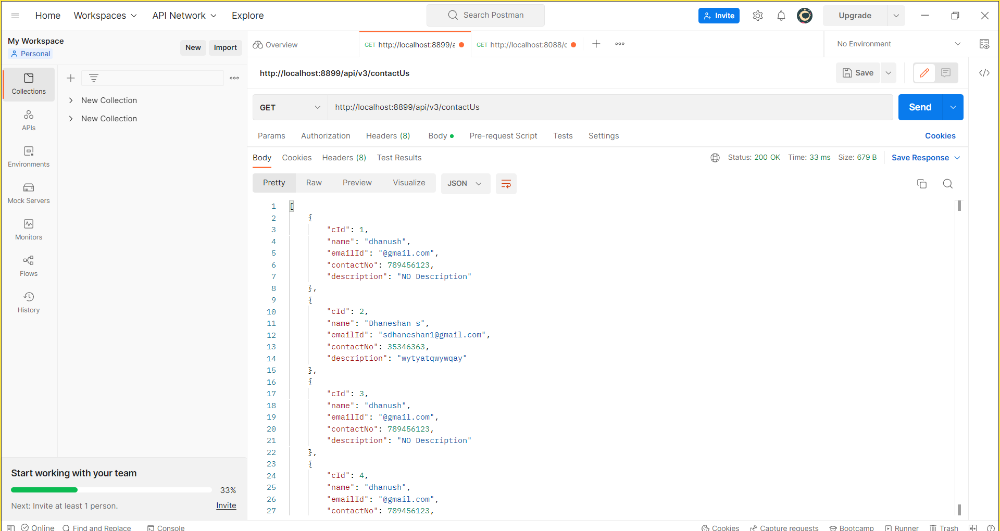 Home Workspaces API Network Explore Search Postman Invite Upgrade
My Workspace
Personal
New Import
Overview GET http://localhost:8899/a GET http://localhost:8088/c No Environment
Collections
APIs
Environments
Mock Servers
Monitors
Flows
History
New Collection
New Collection
http://localhost:8899/api/v3/contactUs Save
GET http://localhost:8899/api/v3/contactUs Send
Params Authorization Headers (8) Body Pre-request Script Tests Settings Cookies
Body Cookies Headers (8) Test Results Status: 200 OK Time: 33 ms Size: 679 B Save Response
Pretty Raw Preview Visualize JSON
1 [
2 {
3 "cId": 1,
4 "name": "dhanush",
5 "emailId": "@gmail.com",
6 "contactNo": 789456123,
7 "description": "NO Description"
8 },
9 {
10 "cId": 2,
11 "name": "Dhaneshan s",
12 "emailId": "sdhaneshan1@gmail.com",
13 "contactNo": 35346363,
14 "description": "wytyatqwywqay"
15 },
16 {
17 "cId": 3,
18 "name": "dhanush",
19 "emailId": "@gmail.com",
20 "contactNo": 789456123,
21 "description": "NO Description"
22 },
23 {
24 "cId": 4,
25 "name": "dhanush",
26 "emailId": "@gmail.com",
27 "contactNo": 789456123,
Start working with your team
33%
Next: Invite at least 1 person. Invite
Online Find and Replace Console Cookies Capture requests Bootcamp Runner Trash